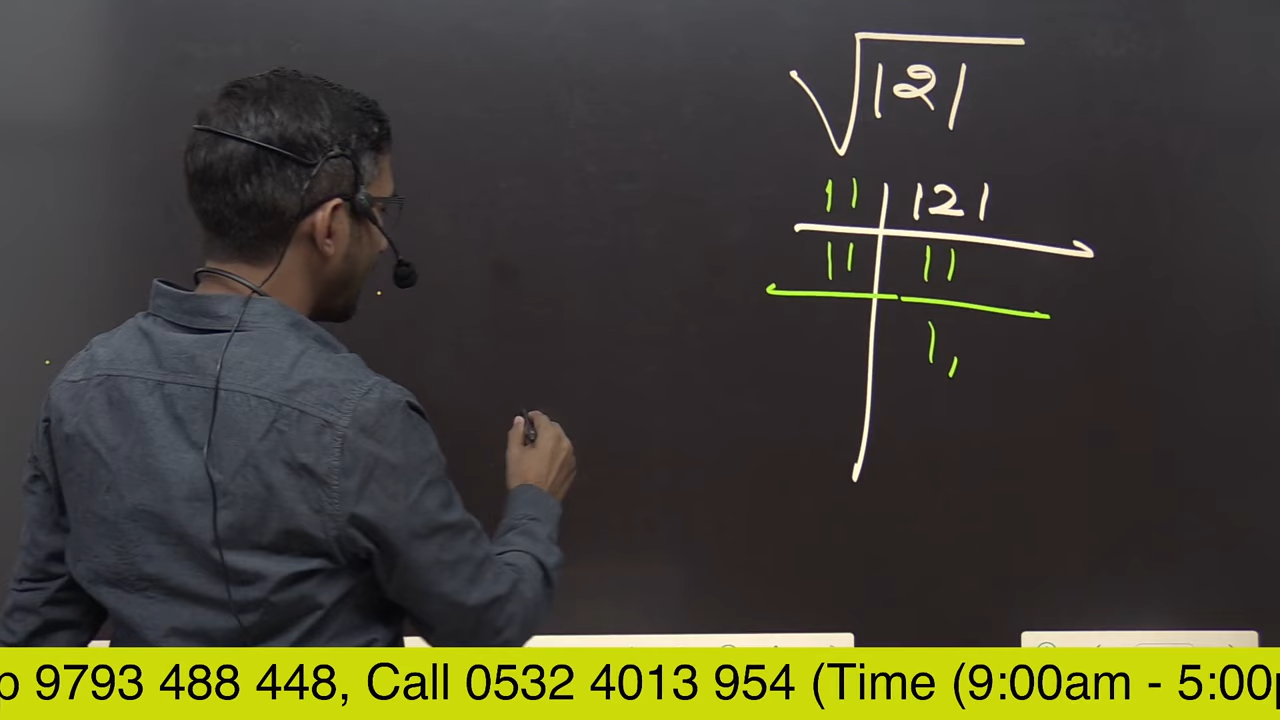 √121
11 | 121
11 | 11
1,
p 9793 488 448, Call 0532 4013 954 (Time (9:00am - 5:00p